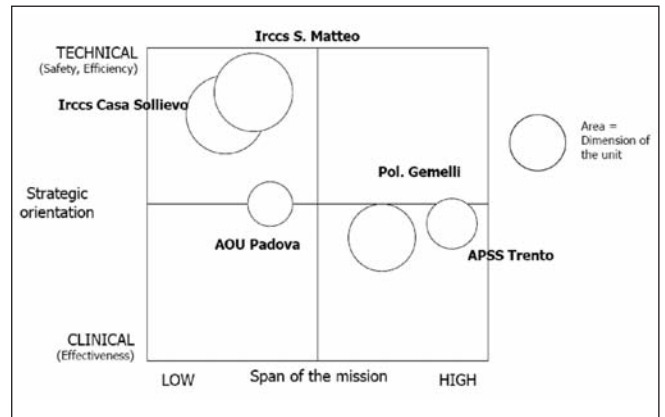 Irccs S. Matteo
TECHNICAL
(Safety, Efficiency)
Irccs Casa Sollievo
Area =
Dimension of
the unit
Pol. Gemelli
Strategic
orientation
AOU Padova
APSS Trento
CLINICAL
(Effectiveness)
LOW
Span of the mission
HIGH